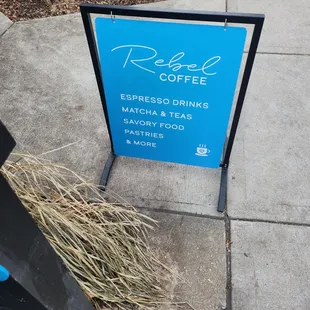 Rebel
COFFEE
ESPRESSO DRINKS
MATCHA & TEAS
SAVORY FOOD
PASTRIES
& MORE